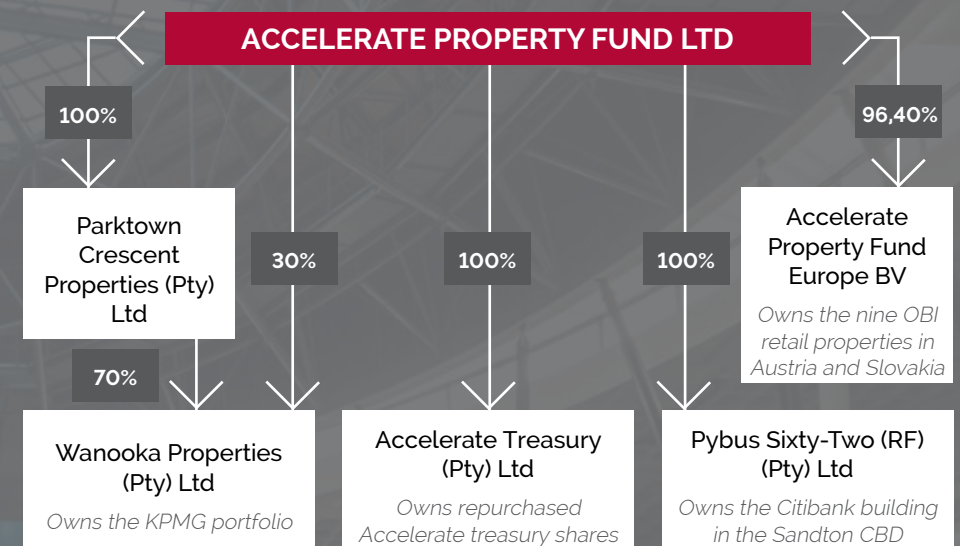 ACCELERATE PROPERTY FUND LTD
100%
96,40%
Parktown
Crescent
Properties (Pty)
Ltd
30%
100%
100%
Accelerate
Property Fund
Europe BV
Owns the nine OBI
retail properties in
Austria and Slovakia
70%
Wanooka Properties
(Pty) Ltd
Owns the KPMG portfolio
Accelerate Treasury
(Pty) Ltd
Owns repurchased
Accelerate treasury shares
Pybus Sixty-Two (RF)
(Pty) Ltd
Owns the Citibank building
in the Sandton CBD